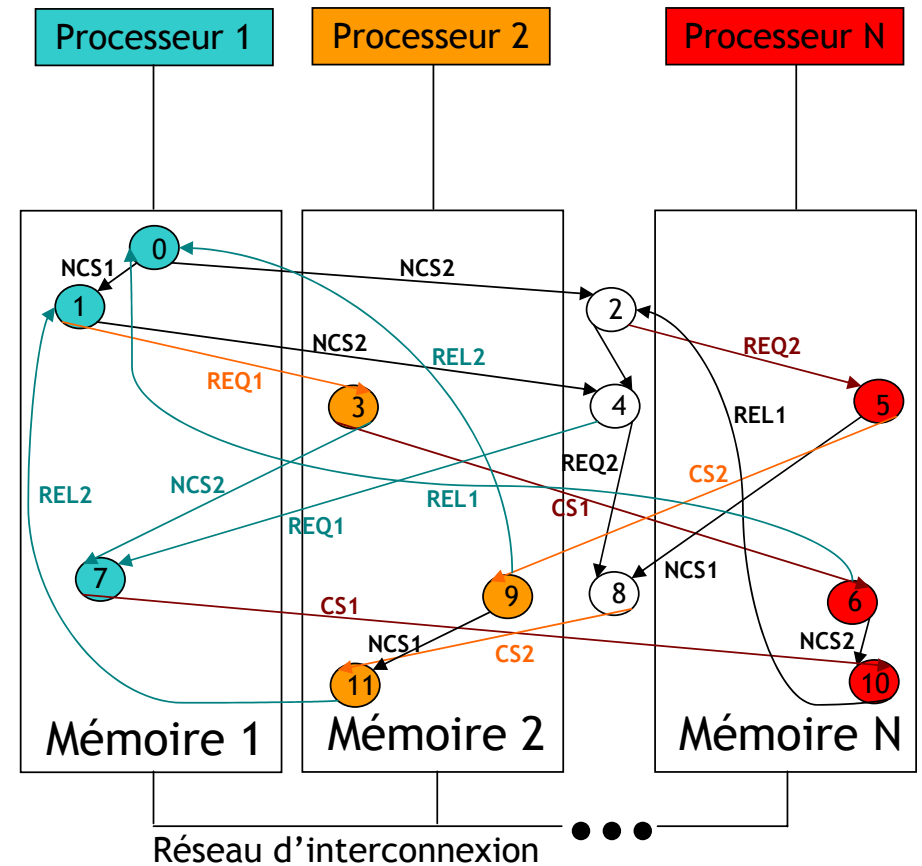 Processeur 1
Processeur 2
Processeur N
0
NCS1
NCS2
1
2
NCS2
REL2
REQ2
REQ1
3
4
5
REL1
REQ2
CS2
NCS2
REL2
REL1
CS1
REQ1
7
9
8
NCS1
6
CS1
NCS1
CS2
NCS2
11
10
Mémoire 1
Mémoire 2
Mémoire N
Réseau d'interconnexion